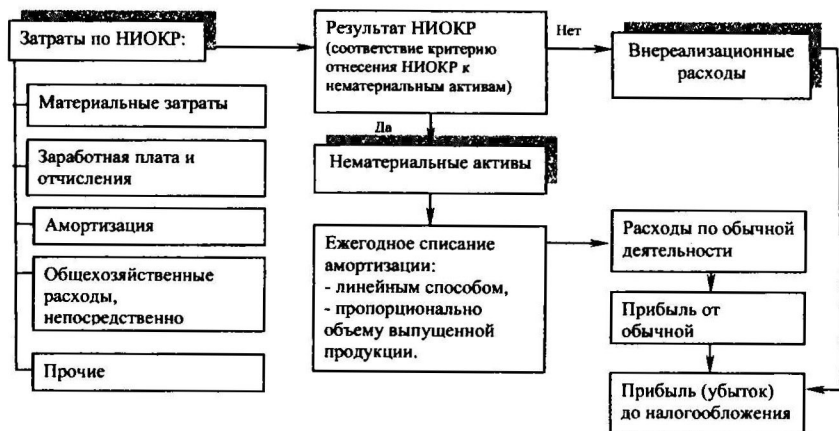 Затраты по НИОКР:
Материальные затраты
Заработная плата и
отчисления
Амортизация
Общехозяйственные
расходы,
непосредственно
Прочие
Результат НИОКР
(соответствие критерию
отнесения НИОКР к
нематериальным активам)
Нет
Внереализационные
расходы
Да
Нематериальные активы
Ежегодное списание
амортизации:
- линейным способом,
- пропорционально
объему выпущенной
продукции.
Расходы по обычной
деятельности
Прибыль от
обычной
Прибыль (убыток)
до налогообложения